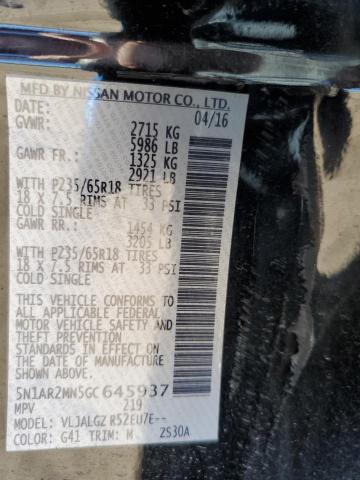 MFD BY NISSAN MOTOR CO., LTD.
DATE: 04/16
GVWR: 2715 KG
5986 LB
GAWR FR: 1325 KG
2921 LB
WITH P235/65R18 TIRES
18 X 7.5 RIMS AT 33 PSI
COLD SINGLE
GAWR RR: 1454 KG
3205 LB
WITH P235/65R18 TIRES
18 X 7.5 RIMS AT 33 PSI
COLD SINGLE
THIS VEHICLE CONFORMS TO
ALL APPLICABLE FEDERAL
MOTOR VEHICLE SAFETY, BUMPER,
AND THEFT PREVENTION STANDARDS
IN EFFECT ON THE DATE OF MANUFACTURE
SHOWN ABOVE.
5N1AR2MN5GC 645937
MPV 219
MODEL: VLJALGZ R52EU7E--
COLOR: G41 TRIM: M 2S30A